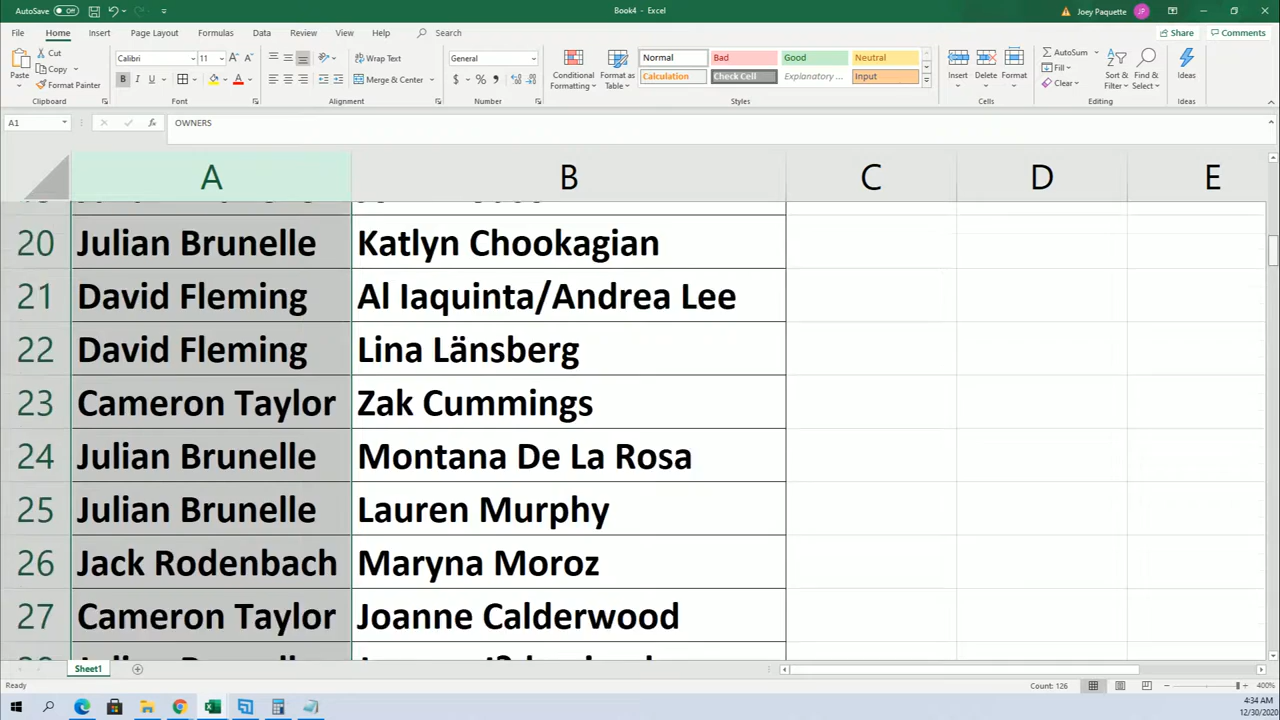 AutoSave Off
Book4 - Excel
Joey Paquette JP
File Home Insert Page Layout Formulas Data Review View Help Search Share Comments
Paste
Cut
Copy
Format Painter
Clipboard
Calibri 11
B I U
Font
Wrap Text
Merge & Center
Alignment
General
$ % 9
Number
Conditional Formatting
Format as Table
Normal Bad Good Neutral
Calculation Check Cell Explanatory ... Input
Styles
Insert Delete Format
Cells
AutoSum
Fill
Clear
Sort & Filter
Find & Select
Editing
Ideas
Ideas
A1 fx OWNERS
A B C D E
20 Julian Brunelle Katlyn Chookagian
21 David Fleming Al Iaquinta/Andrea Lee
22 David Fleming Lina Länsberg
23 Cameron Taylor Zak Cummings
24 Julian Brunelle Montana De La Rosa
25 Julian Brunelle Lauren Murphy
26 Jack Rodenbach Maryna Moroz
27 Cameron Taylor Joanne Calderwood
Sheet1
Ready Count: 126 400%
4:34 AM
12/30/2020